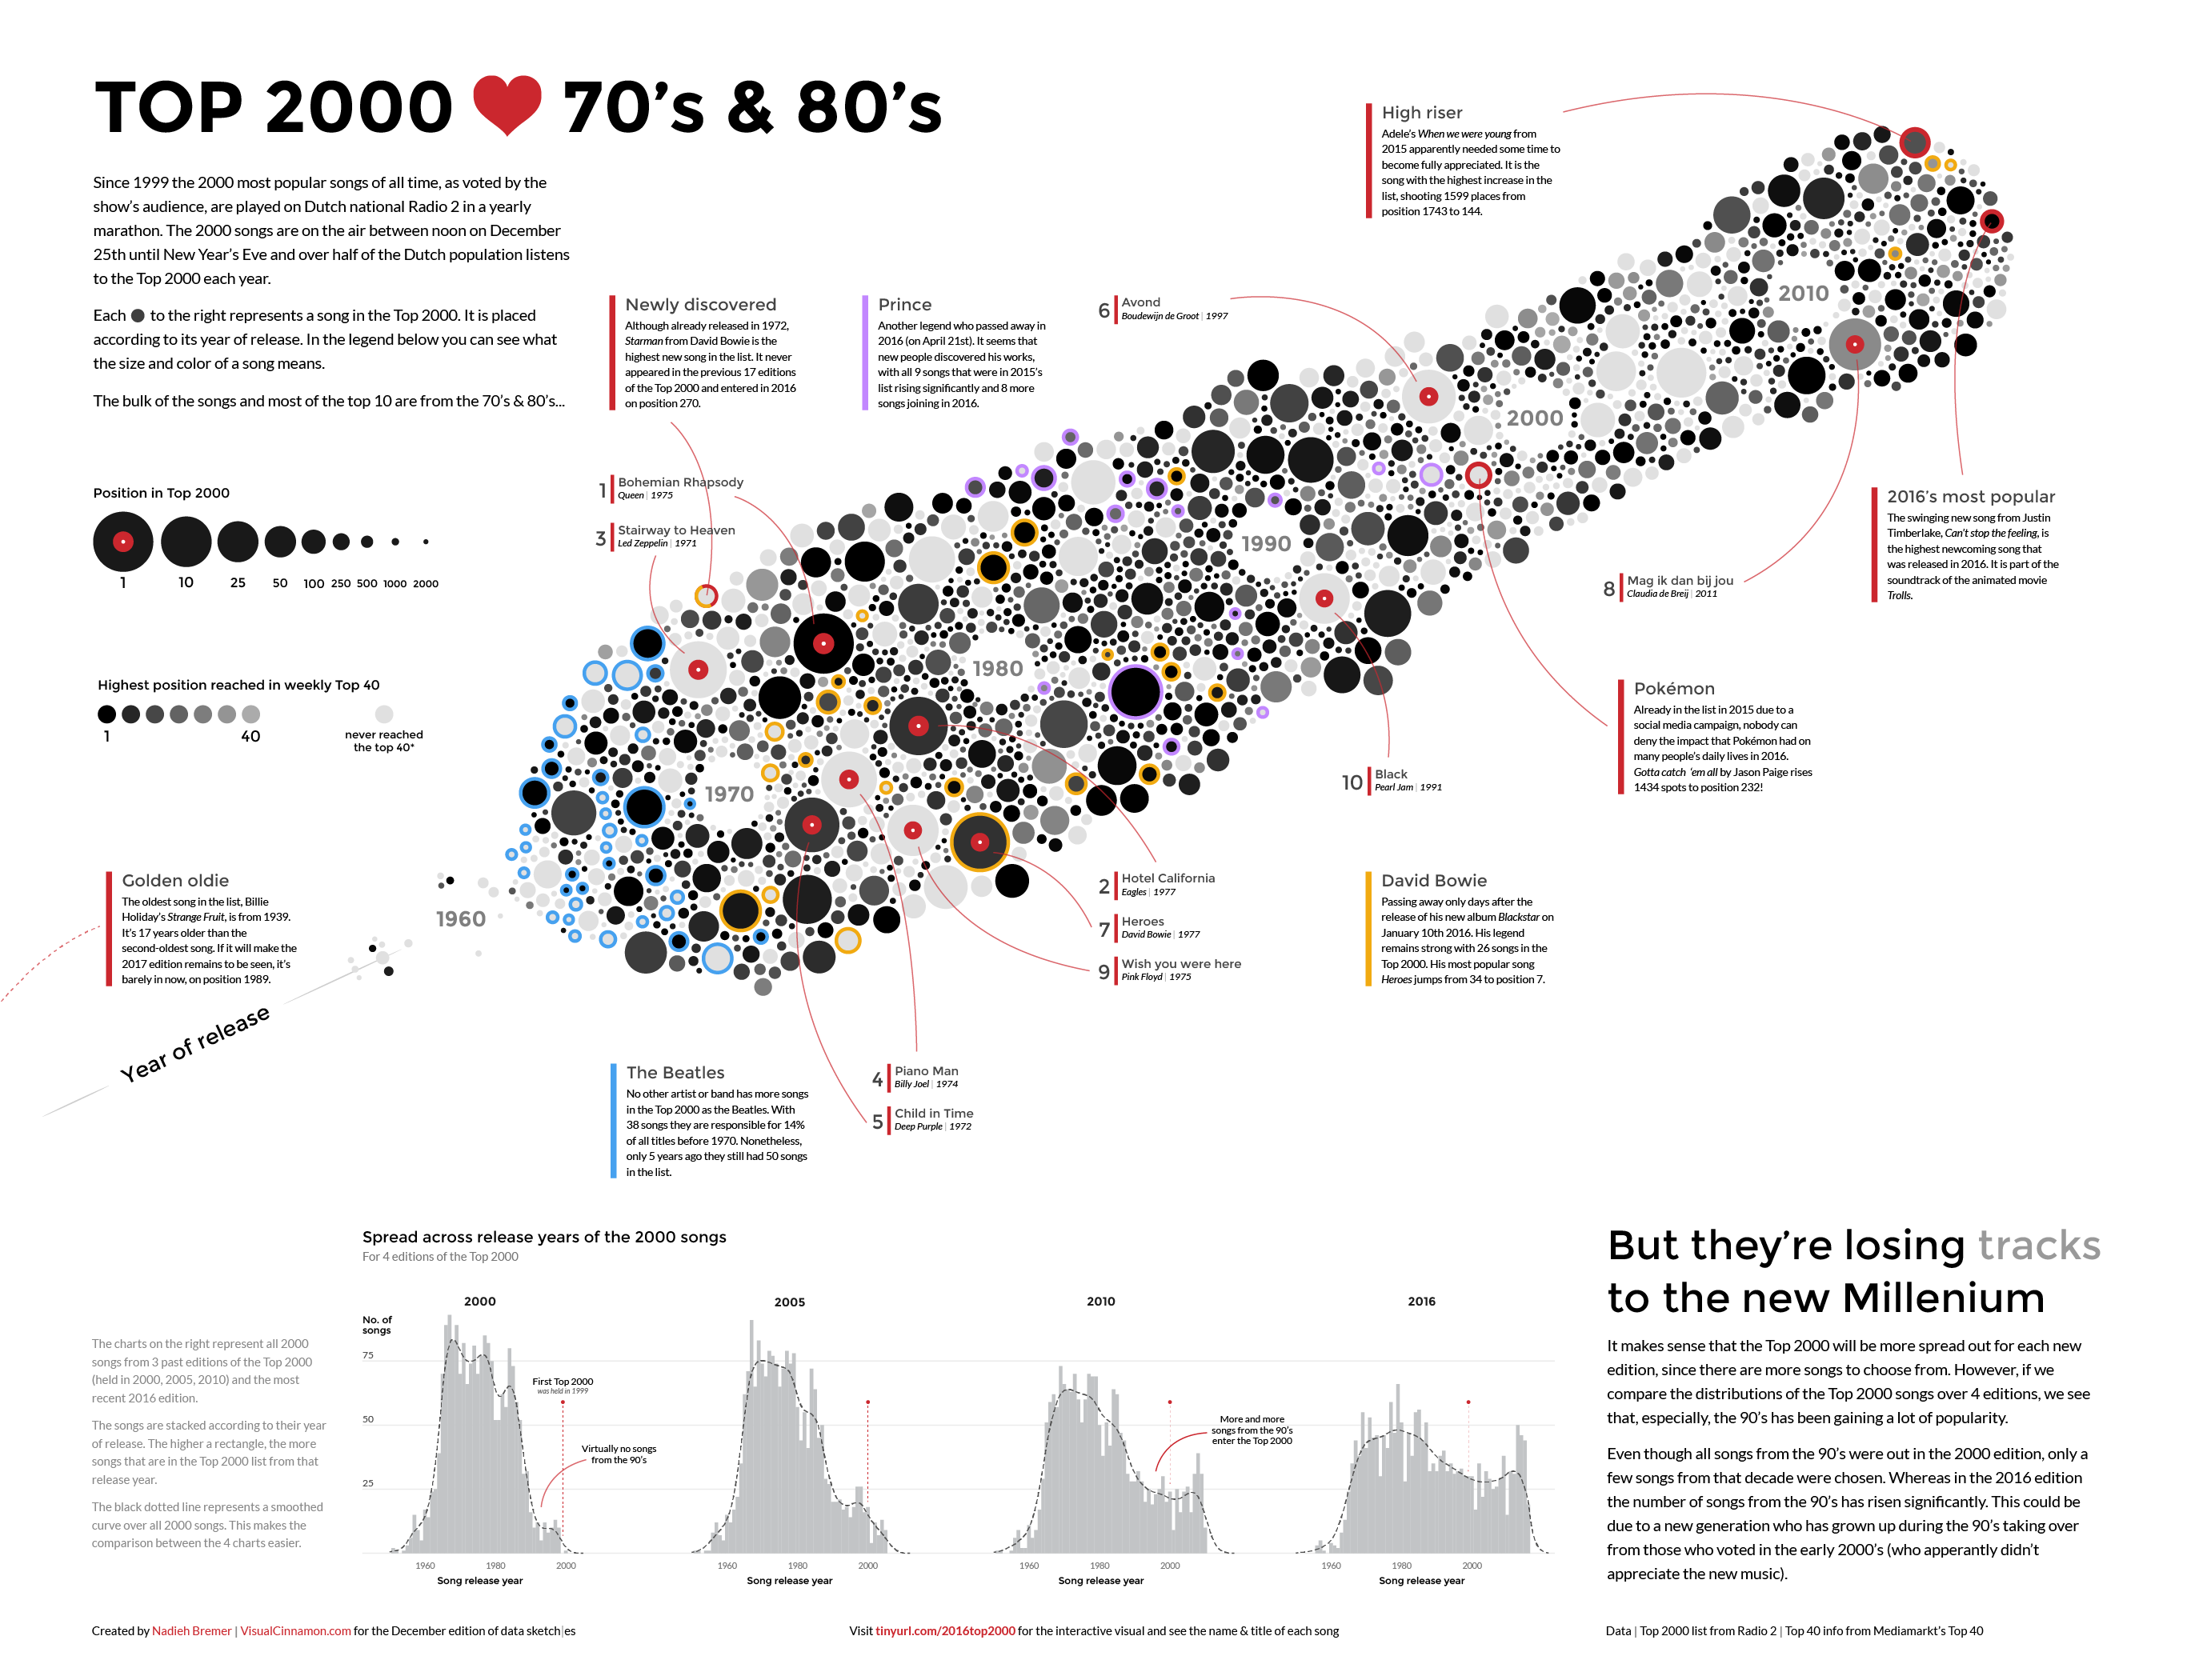 TOP 2000 70's & 80's
Since 1999 the 2000 most popular songs of all time, as voted by the
show's audience, are played on Dutch national Radio 2 in a yearly
marathon. The 2000 songs are on the air between noon on December
25th until New Year's Eve and over half of the Dutch population listens
to the Top 2000 each year.
Each to the right represents a song in the Top 2000. It is placed
according to its year of release. In the legend below you can see what
the size and color of a song means.
The bulk of the songs and most of the top 10 are from the 70's & 80's...
Position in Top 2000
1 10 25 50 100 250 500 1000 2000
Highest position reached in weekly Top 40
1 40
never reached
the top 40*
Newly discovered
Although already released in 1972,
Starman from David Bowie is the
highest new song in the list. It never
appeared in the previous 17 editions
of the Top 2000 and entered in 2016
on position 270.
Prince
Another legend who passed away in
2016 (on April 21st). It seems that
new people discovered his works,
with all 9 songs that were in 2015's
list rising significantly and 8 more
songs joining in 2016.
6 Avond
Boudewijn de Groot | 1997
High riser
Adele's When we were young from
2015 apparently needed some time to
become fully appreciated. It is the
song with the highest increase in the
list, shooting 1599 places from
position 1743 to 144.
1 Bohemian Rhapsody
Queen | 1975
3 Stairway to Heaven
Led Zeppelin | 1971
1960
1970
1980
1990
2000
2010
2016's most popular
The swinging new song from Justin
Timberlake, Can't stop the feeling, is
the highest newcoming song that
was released in 2016. It is part of the
soundtrack of the animated movie
Trolls.
8 Mag ik dan bij jou
Claudia de Breij | 2011
Pokémon
Already in the list in 2015 due to a
social media campaign, nobody can
deny the impact that Pokémon had on
many people's daily lives in 2016.
Gotta catch 'em all by Jason Paige rises
1434 spots to position 232!
10 Black
Pearl Jam | 1991
Golden oldie
The oldest song in the list, Billie
Holiday's Strange Fruit, is from 1939.
It's 17 years older than the
second-oldest song. If it will make the
2017 edition remains to be seen, it's
barely in now, on position 1989.
Year of release
2 Hotel California
Eagles | 1977
7 Heroes
David Bowie | 1977
9 Wish you were here
Pink Floyd | 1975
David Bowie
Passing away only days after the
release of his new album Blackstar on
January 10th 2016. His legend
remains strong with 26 songs in the
Top 2000. His most popular song
Heroes jumps from 34 to position 7.
The Beatles
No other artist or band has more songs
in the Top 2000 as the Beatles. With
38 songs they are responsible for 14%
of all titles before 1970. Nonetheless,
only 5 years ago they still had 50 songs
in the list.
4 Piano Man
Billy Joel | 1974
5 Child in Time
Deep Purple | 1972
Spread across release years of the 2000 songs
For 4 editions of the Top 2000
The charts on the right represent all 2000
songs from 3 past editions of the Top 2000
(held in 2000, 2005, 2010) and the most
recent 2016 edition.
The songs are stacked according to their year
of release. The higher a rectangle, the more
songs that are in the Top 2000 list from that
release year.
The black dotted line represents a smoothed
curve over all 2000 songs. This makes the
comparison between the 4 charts easier.
No. of
songs
75
50
25
2000
First Top 2000
was held in 1999
Virtually no songs
from the 90's
1960 1980 2000
Song release year
2005
1960 1980 2000
Song release year
2010
More and more
songs from the 90's
enter the Top 2000
1960 1980 2000
Song release year
2016
1960 1980 2000
Song release year
But they're losing tracks
to the new Millenium
It makes sense that the Top 2000 will be more spread out for each new
edition, since there are more songs to choose from. However, if we
compare the distributions of the Top 2000 songs over 4 editions, we see
that, especially, the 90's has been gaining a lot of popularity.
Even though all songs from the 90's were out in the 2000 edition, only a
few songs from that decade were chosen. Whereas in the 2016 edition
the number of songs from the 90's has risen significantly. This could be
due to a new generation who has grown up during the 90's taking over
from those who voted in the early 2000's (who apperantly didn't
appreciate the new music).
Created by Nadieh Bremer | VisualCinnamon.com for the December edition of data sketch|es
Visit tinyurl.com/2016top2000 for the interactive visual and see the name & title of each song
Data | Top 2000 list from Radio 2 | Top 40 info from Mediamarkt's Top 40